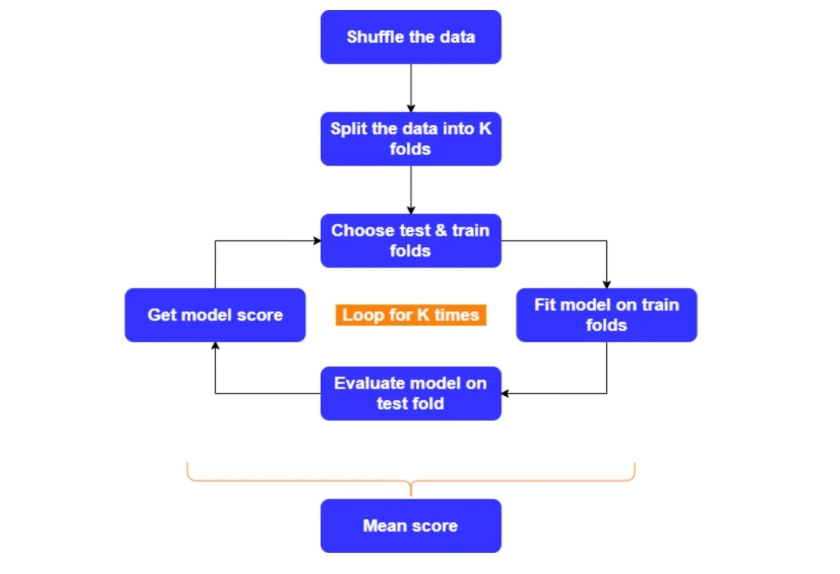 Shuffle the data
Split the data into K
folds
Choose test & train
folds
Get model score
Loop for K times
Fit model on train
folds
Evaluate model on
test fold
Mean score